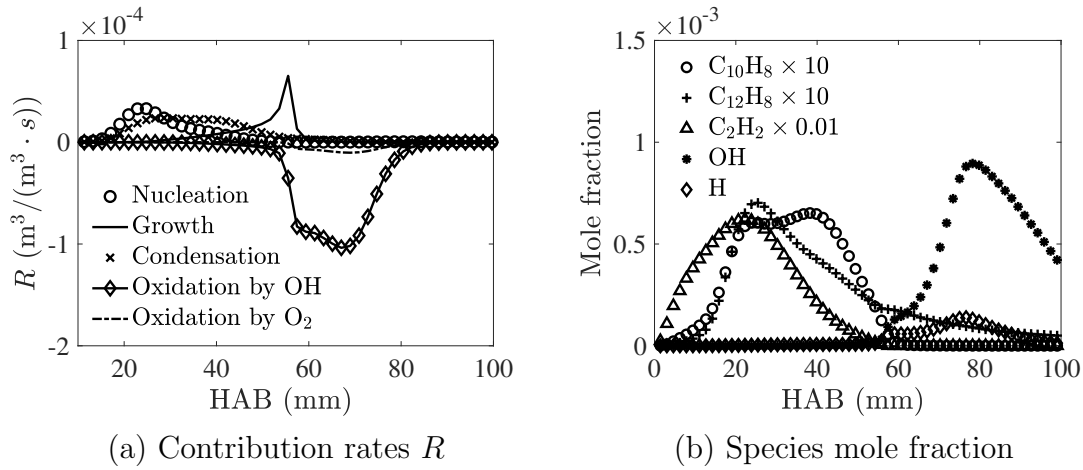 ×10⁻⁴
1
0
-1
-2
R (m³/(m³ · s))
Nucleation
Growth
Condensation
Oxidation by OH
Oxidation by O₂
20 40 60 80 100
HAB (mm)
(a) Contribution rates R
×10⁻³
1.5
1
0.5
0
Mole fraction
C₁₀H₈ × 10
C₁₂H₈ × 10
C₂H₂ × 0.01
OH
H
0 20 40 60 80 100
HAB (mm)
(b) Species mole fraction